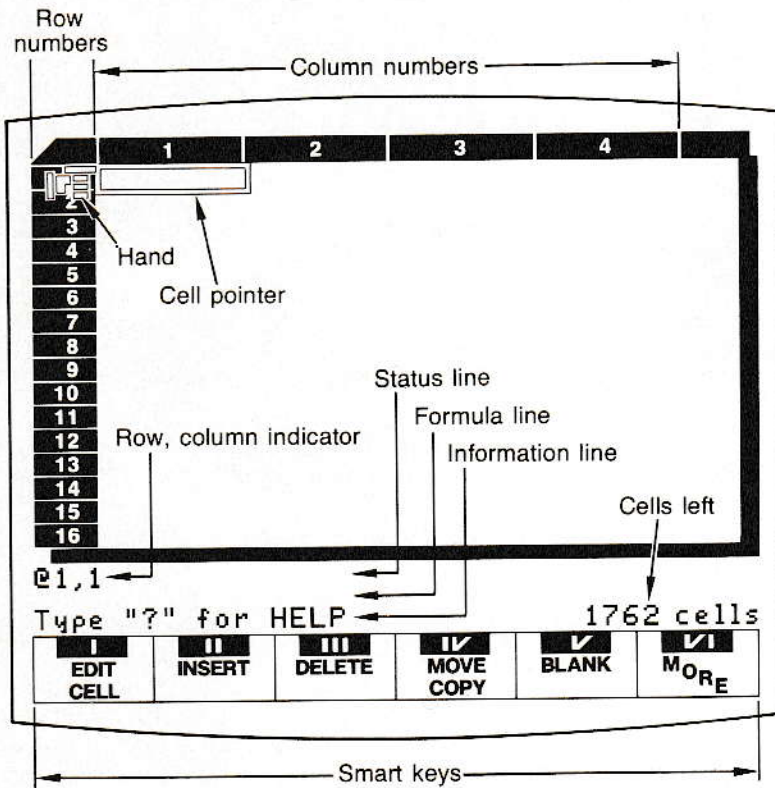 Row
numbers
Column numbers
1 2 3 4
2
3
Hand
4
5
Cell pointer
6
7
8
9
Status line
10
Formula line
11
Row, column indicator
12
Information line
13
14
Cells left
15
16
@1,1
Type "?" for HELP 1762 cells
I II III IV V VI
EDIT CELL INSERT DELETE MOVE COPY BLANK MORE
Smart keys